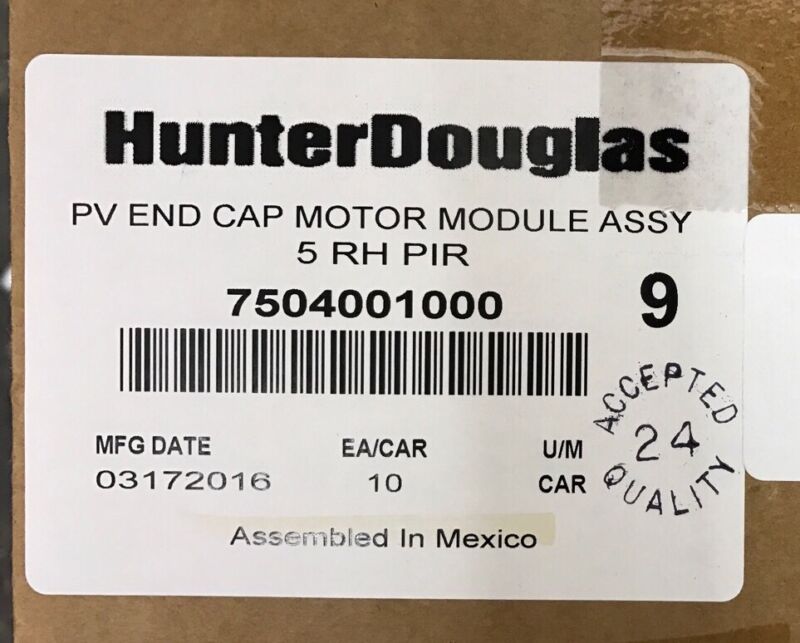 HunterDouglas
PV END CAP MOTOR MODULE ASSY
5 RH PIR
7504001000
9
MFG DATE EA/CAR U/M
03172016 10 CAR
ACCEPTED
24
QUALITY
Assembled In Mexico